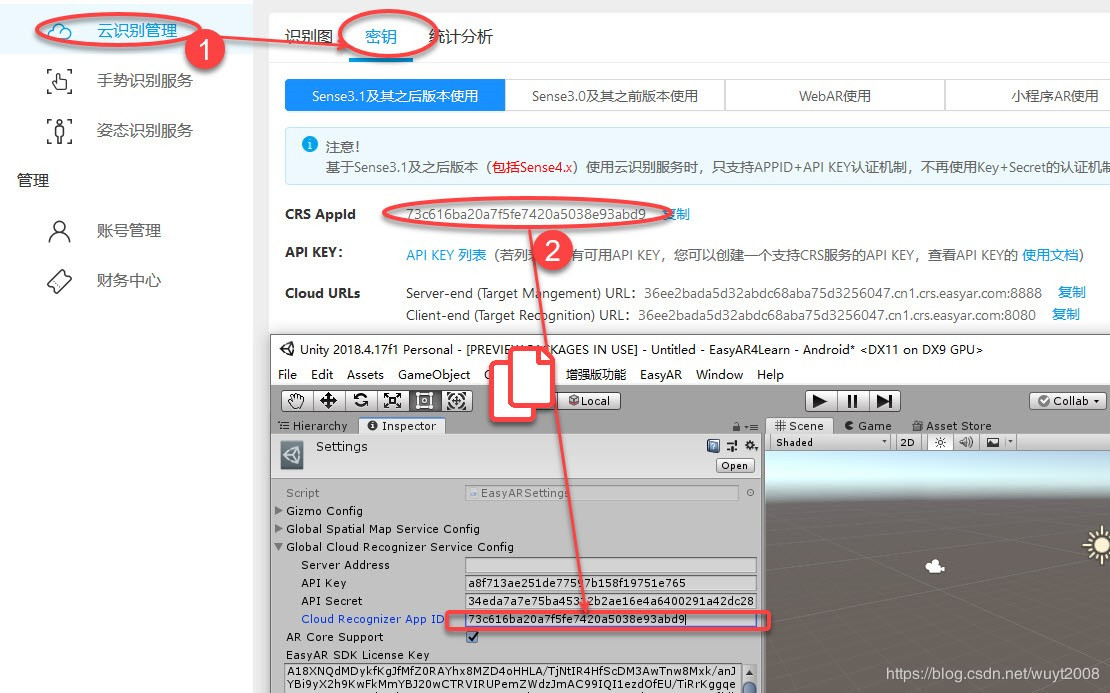 云识别管理
1
手势识别服务
姿态识别服务
管理
账号管理
财务中心
识别图 密钥 统计分析
Sense3.1及其之后版本使用 Sense3.0及其之前版本使用 WebAR使用 小程序AR使用
注意！
基于Sense3.1及之后版本（包括Sense4.x）使用云识别服务时，只支持APPID+API KEY认证机制，不再使用Key+Secret的认证机制
CRS AppId 73c616ba20a7f5fe7420a5038e93abd9 复制
2
API KEY： API KEY 列表（若列 有可用API KEY，您可以创建一个支持CRS服务的API KEY，查看API KEY的 使用文档）
Cloud URLs Server-end (Target Mangement) URL： 36ee2bada5d32abdc68aba75d3256047.cn1.crs.easyar.com:8888 复制
Client-end (Target Recognition) URL： 36ee2bada5d32abdc68aba75d3256047.cn1.crs.easyar.com:8080 复制
Unity 2018.4.17f1 Personal - [PREVIEW PACKAGES IN USE] - Untitled - EasyAR4Learn - Android* <DX11 on DX9 GPU>
File Edit Assets GameObject 增强版功能 EasyAR Window Help
Local Collab
Hierarchy Inspector Scene Game Asset Store
Shaded 2D
Settings
Open
Script EasyARSettings
Gizmo Config
Global Spatial Map Service Config
Global Cloud Recognizer Service Config
Server Address
API Key a8f713ae251de77597b158f19751e765
API Secret
Cloud Recognizer App ID 73c616ba20a7f5fe7420a5038e93abd9
AR Core Support
EasyAR SDK License Key
https://blog.csdn.net/wuyt2008